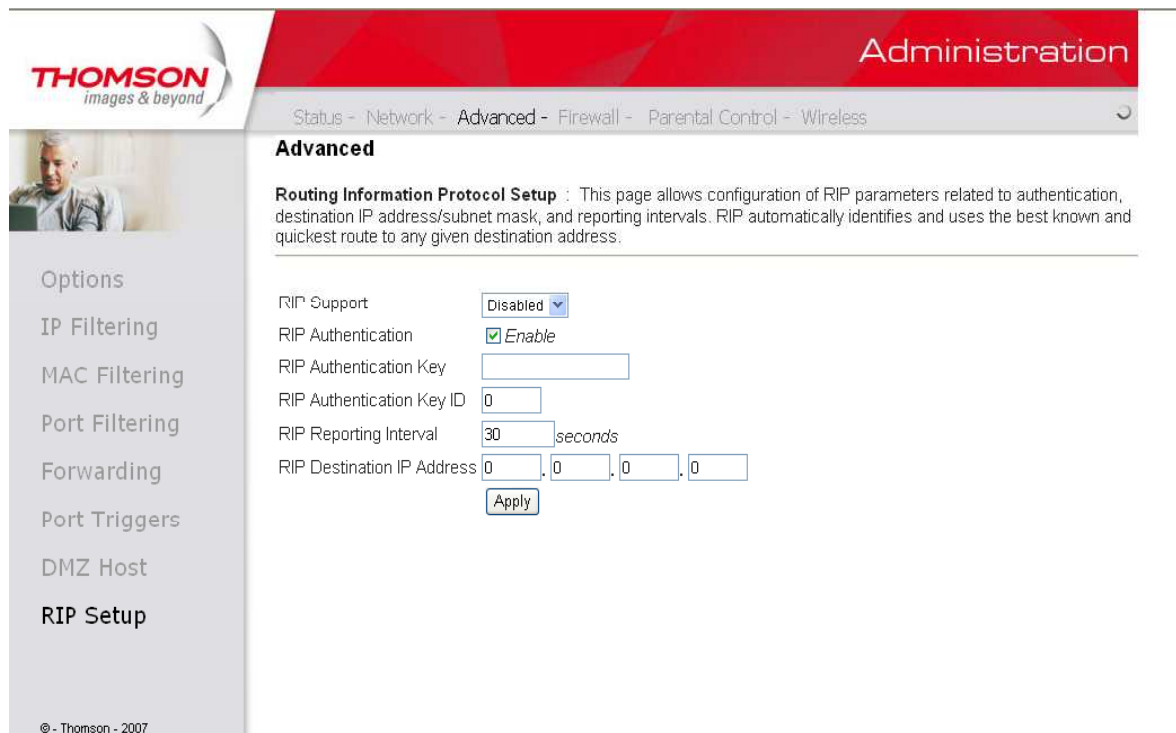 THOMSON
images & beyond
Administration
Status - Network - Advanced - Firewall - Parental Control - Wireless
Advanced
Routing Information Protocol Setup : This page allows configuration of RIP parameters related to authentication,
destination IP address/subnet mask, and reporting intervals. RIP automatically identifies and uses the best known and
quickest route to any given destination address.
Options
IP Filtering
MAC Filtering
Port Filtering
Forwarding
Port Triggers
DMZ Host
RIP Setup
RIP Support Disabled
RIP Authentication Enable
RIP Authentication Key
RIP Authentication Key ID 0
RIP Reporting Interval 30 seconds
RIP Destination IP Address 0 . 0 . 0 . 0
Apply
© - Thomson - 2007